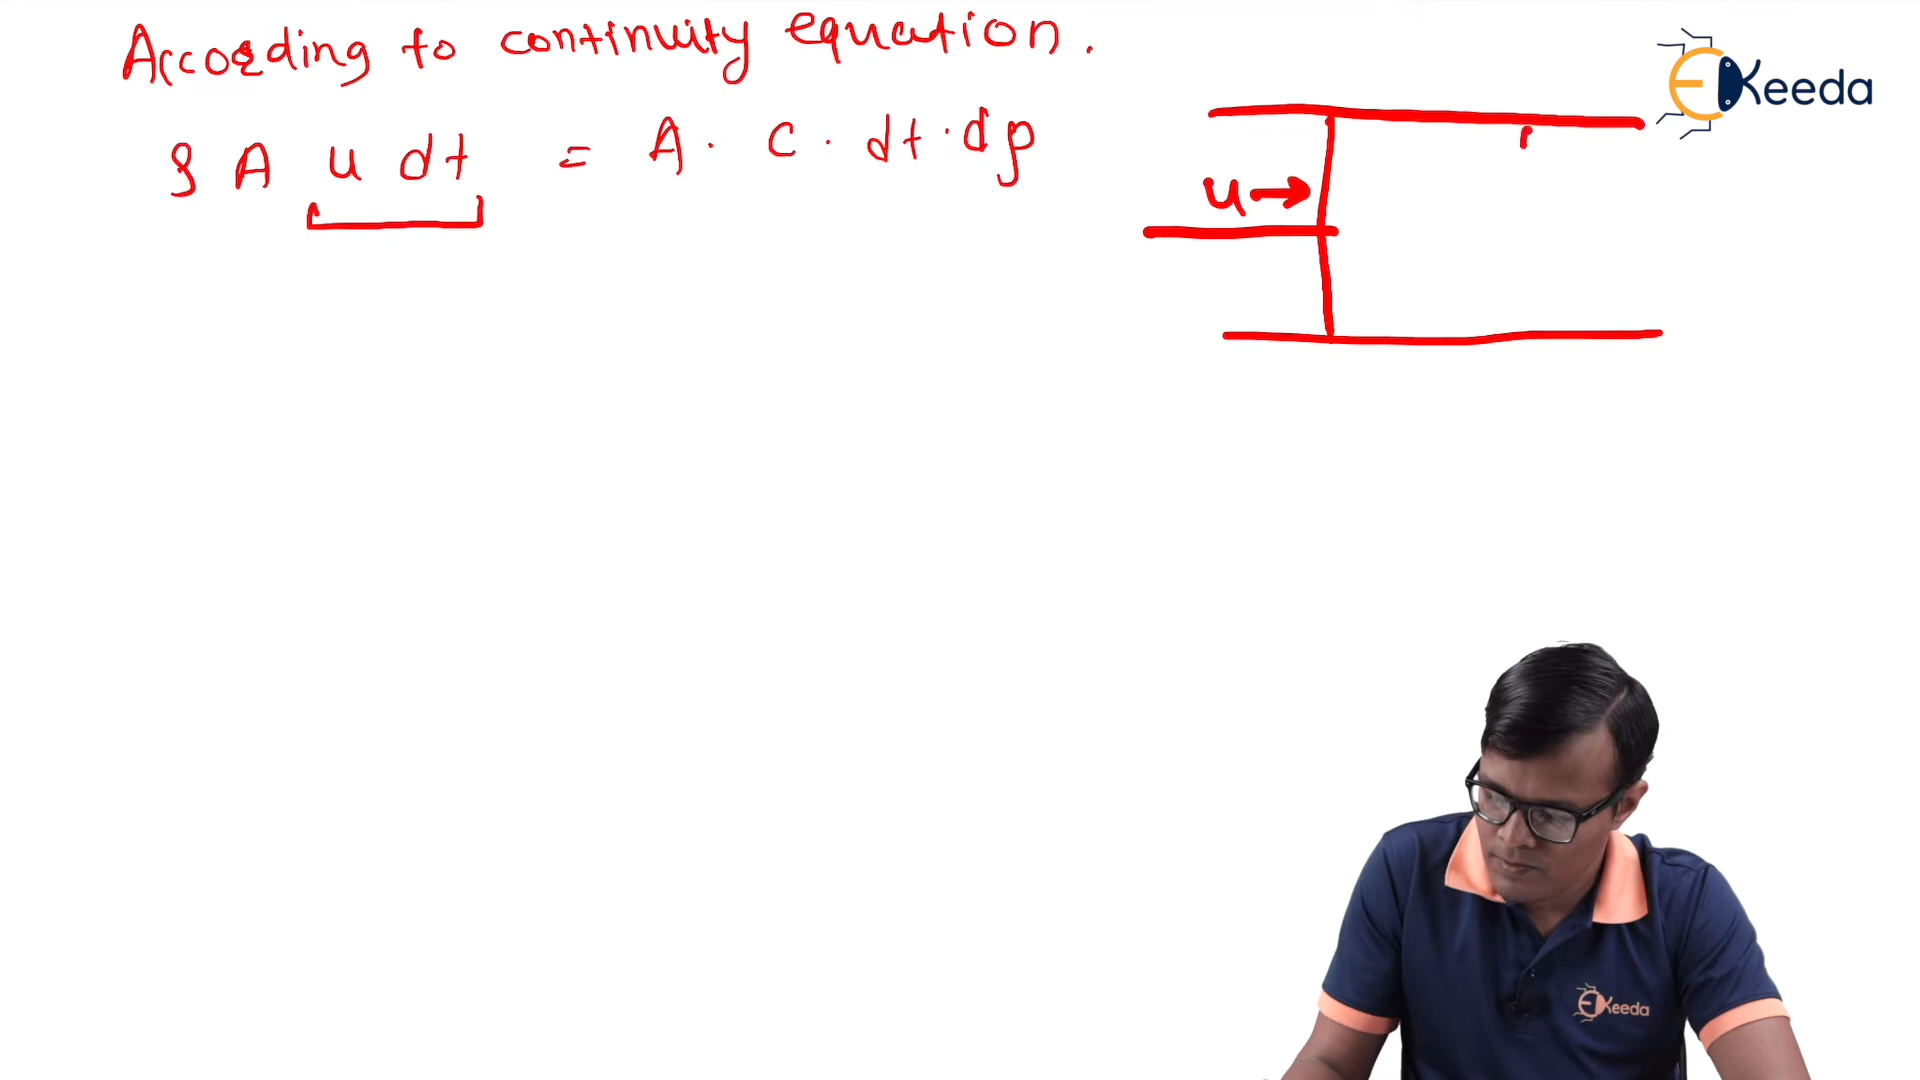 According to continuity equation.
ρ A u dt = A · C · dt · dρ
u →
EKeeda
EKeeda